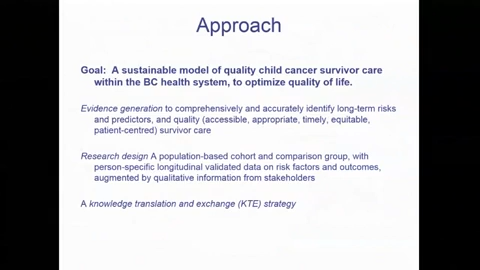 Approach
Goal: A sustainable model of quality child cancer survivor care
within the BC health system, to optimize quality of life.
Evidence generation to comprehensively and accurately identify long-term risks
and predictors, and quality (accessible, appropriate, timely, equitable,
patient-centred) survivor care
Research design A population-based cohort and comparison group, with
person-specific longitudinal validated data on risk factors and outcomes,
augmented by qualitative information from stakeholders
A knowledge translation and exchange (KTE) strategy